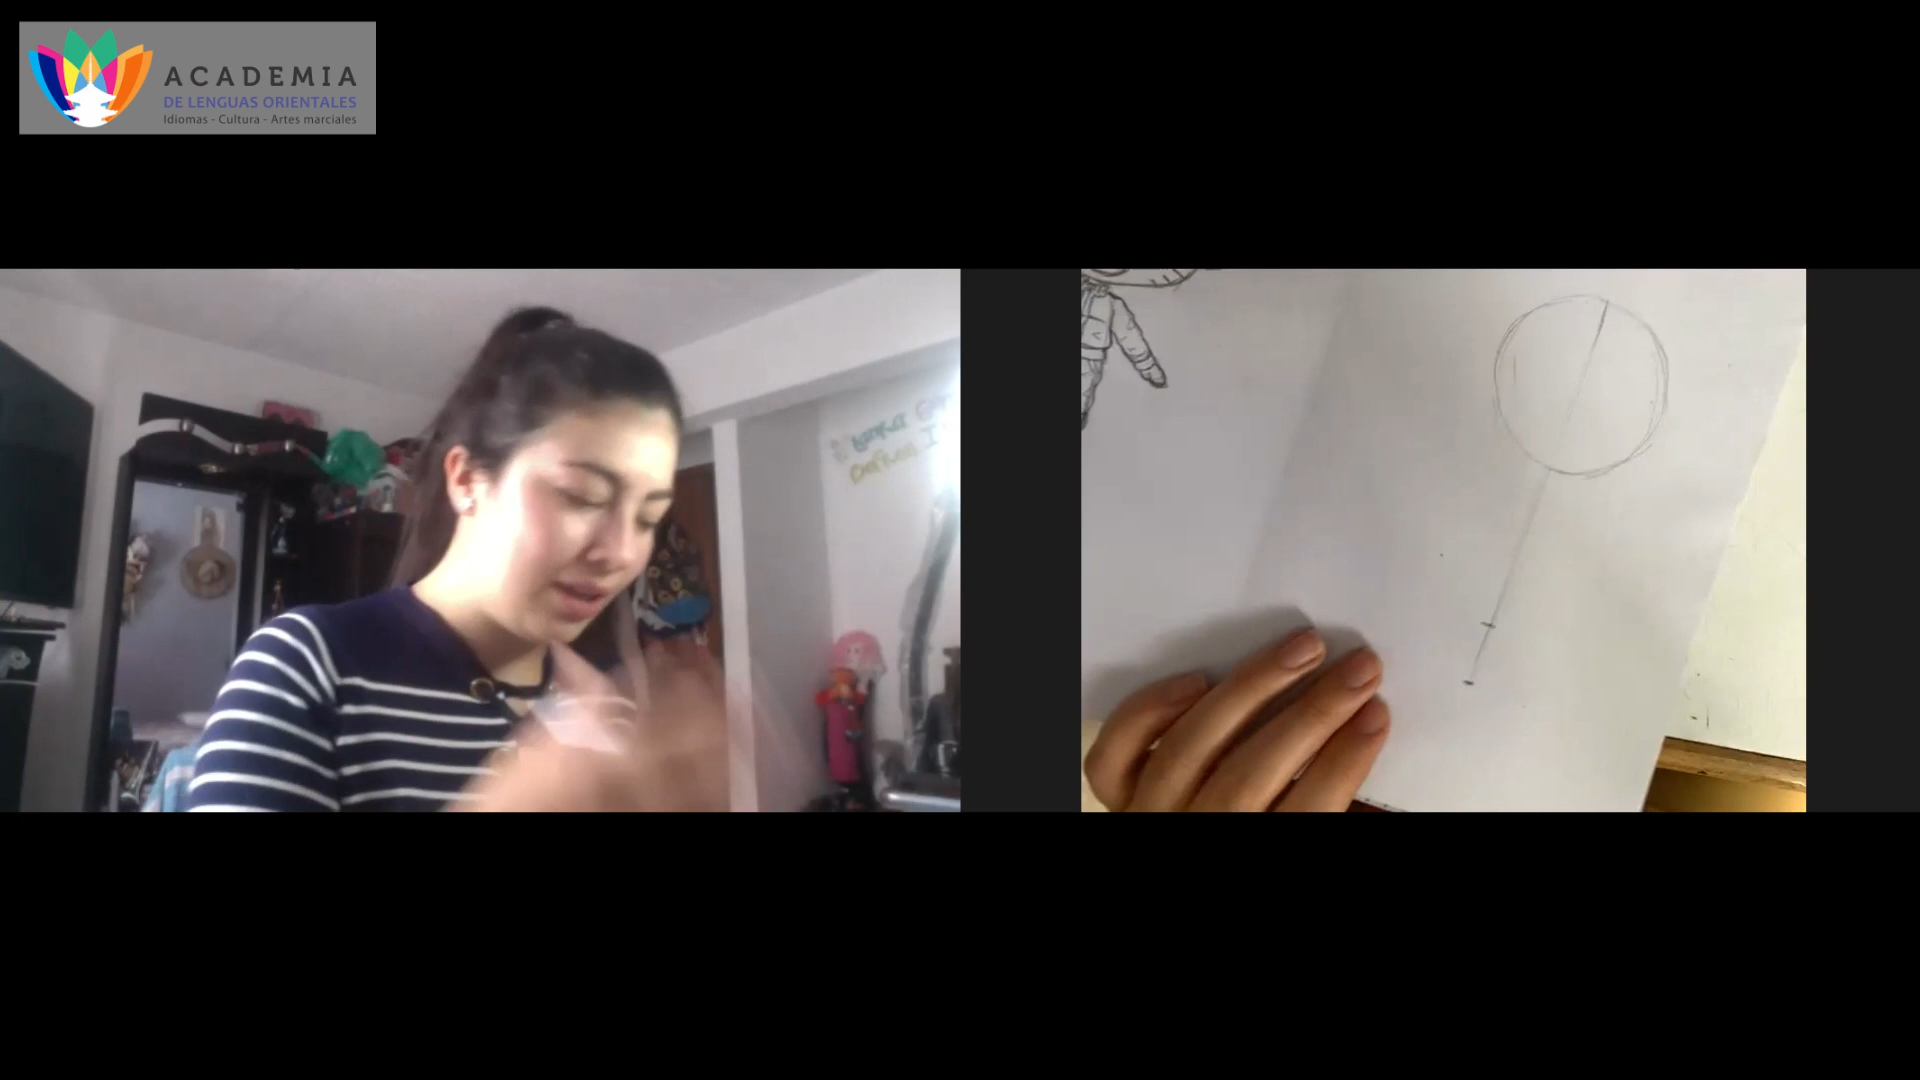 ACADEMIA
DE LENGUAS ORIENTALES
Idiomas - Cultura - Artes marciales